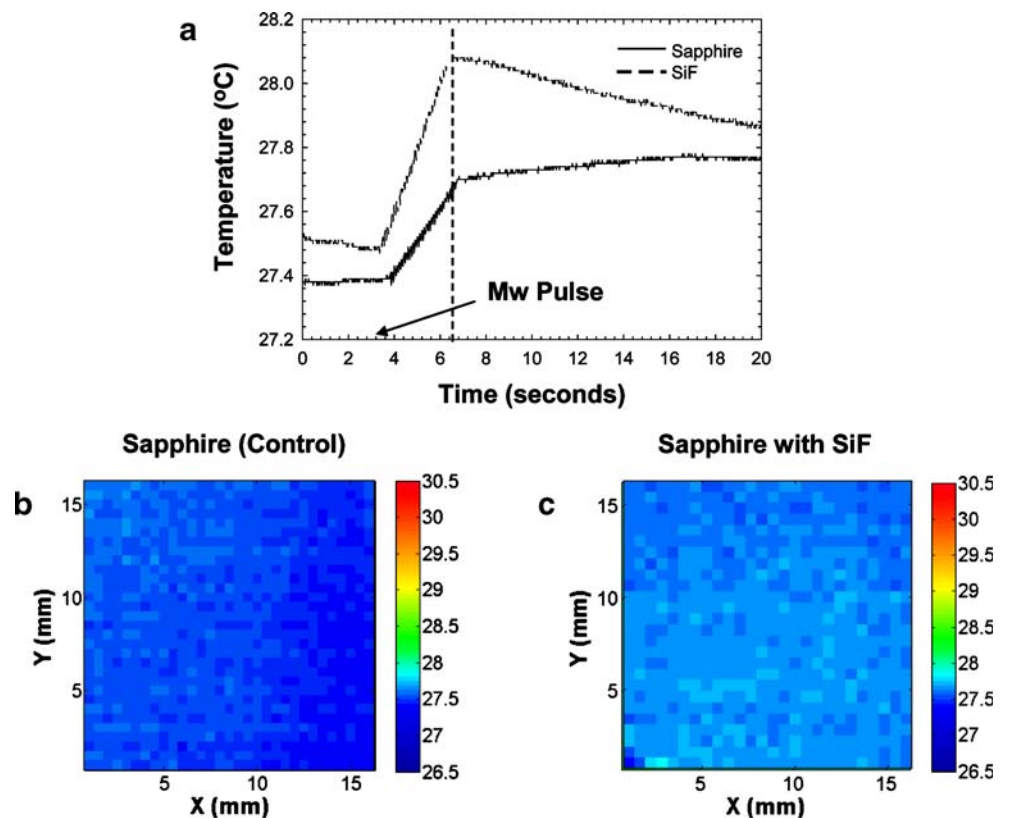 a
28.2
28.0
27.8
27.6
27.4
27.2
Temperature (ºC)
Sapphire
SiF
Mw Pulse
0 2 4 6 8 10 12 14 16 18 20
Time (seconds)
Sapphire (Control)
b
15
10
5
Y (mm)
5 10 15
X (mm)
30.5
30
29.5
29
28.5
28
27.5
27
26.5
Sapphire with SiF
c
15
10
5
Y (mm)
5 10 15
X (mm)
30.5
30
29.5
29
28.5
28
27.5
27
26.5